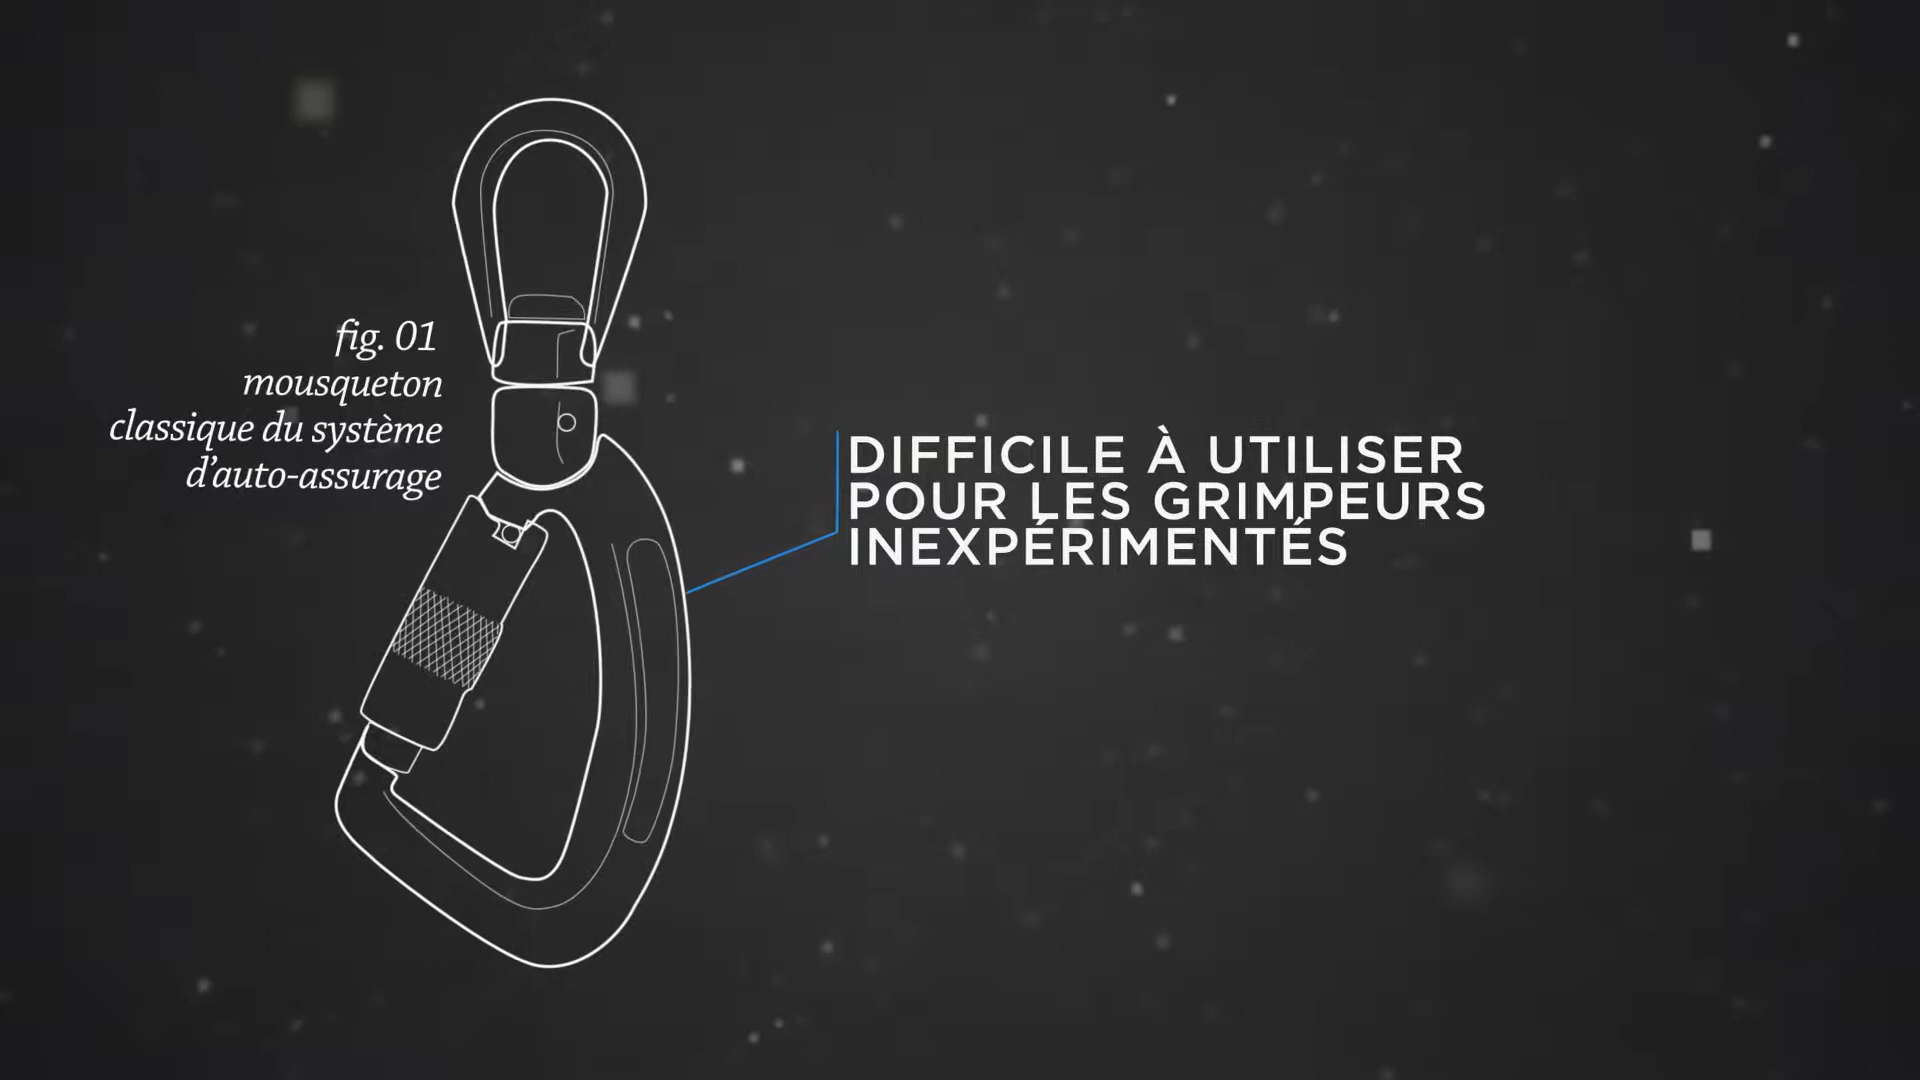 fig. 01
mousqueton
classique du système
d'auto-assurage
DIFFICILE À UTILISER
POUR LES GRIMPEURS
INEXPÉRIMENTÉS